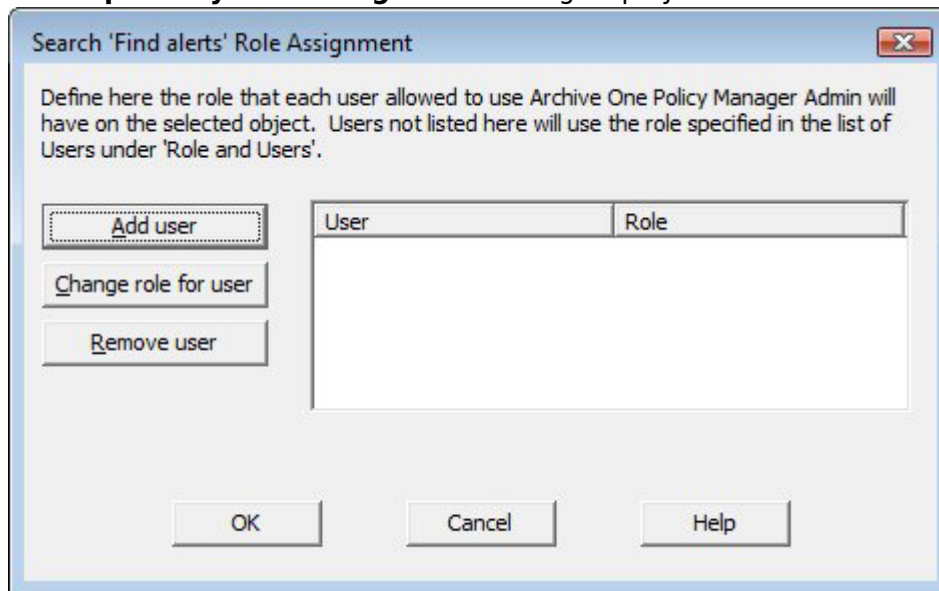 Search 'Find alerts' Role Assignment
Define here the role that each user allowed to use Archive One Policy Manager Admin will
have on the selected object. Users not listed here will use the role specified in the list of
Users under 'Role and Users'.
Add user
User
Role
Change role for user
Remove user
OK
Cancel
Help